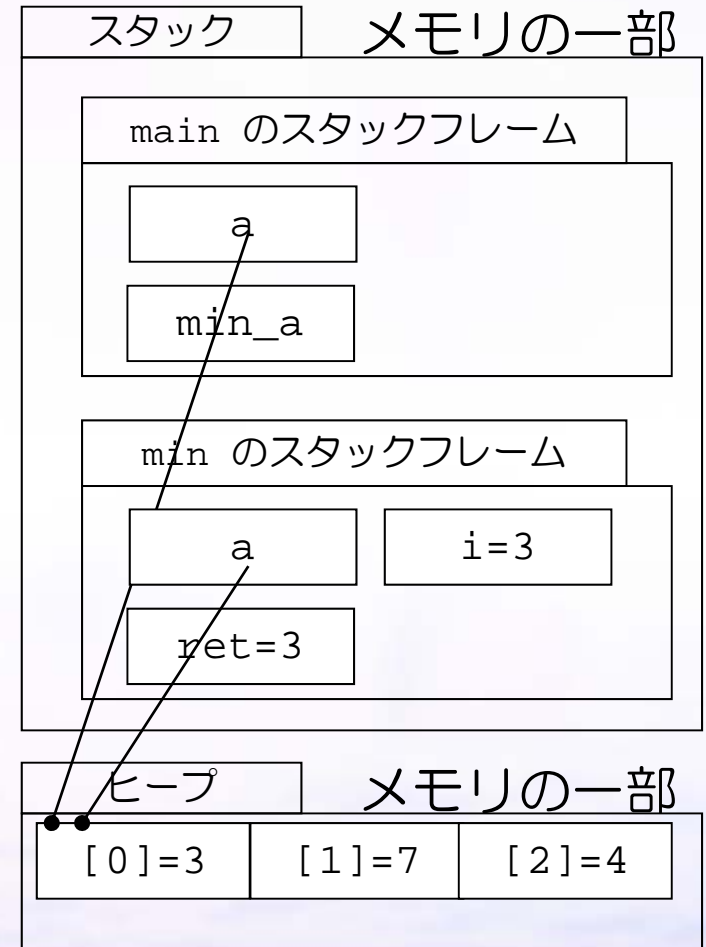 スタック
メモリの一部
main のスタックフレーム
a
min_a
min のスタックフレーム
a
i=3
ret=3
ヒープ
メモリの一部
[0]=3
[1]=7
[2]=4